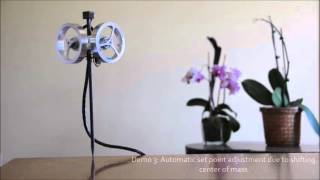 Demo 3: Automatic set point adjustment due to shifting
center of mass